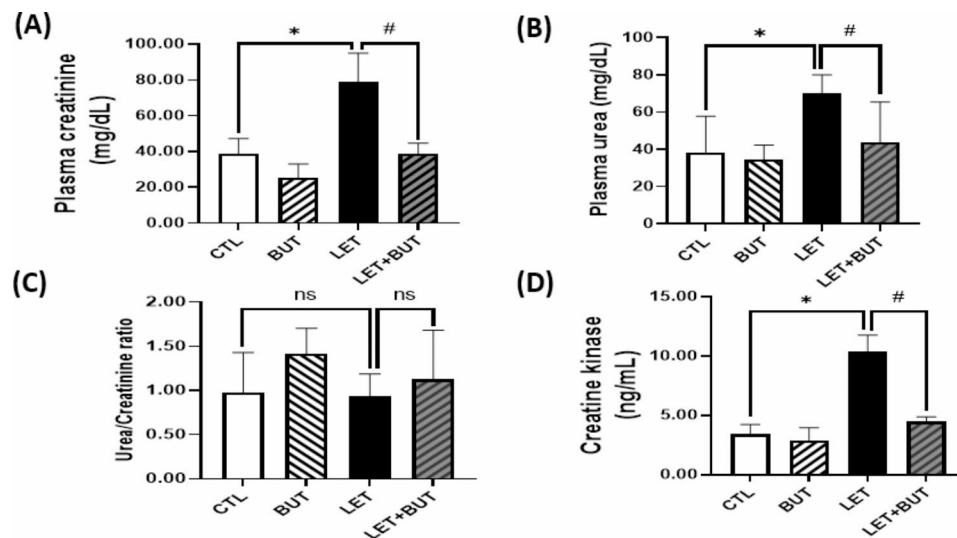 (A)
Plasma creatinine
(mg/dL)
100.00
80.00
60.00
40.00
20.00
0.00
*
#
CTL
BUT
LET
LET+BUT
(B)
Plasma urea (mg/dL)
100
80
60
40
20
0
*
#
CTL
BUT
LET
LET+BUT
(C)
Urea/Creatinine ratio
2.00
1.50
1.00
0.50
0.00
ns
ns
CTL
BUT
LET
LET+BUT
(D)
Creatine kinase
(ng/mL)
15.00
10.00
5.00
0.00
*
#
CTL
BUT
LET
LET+BUT